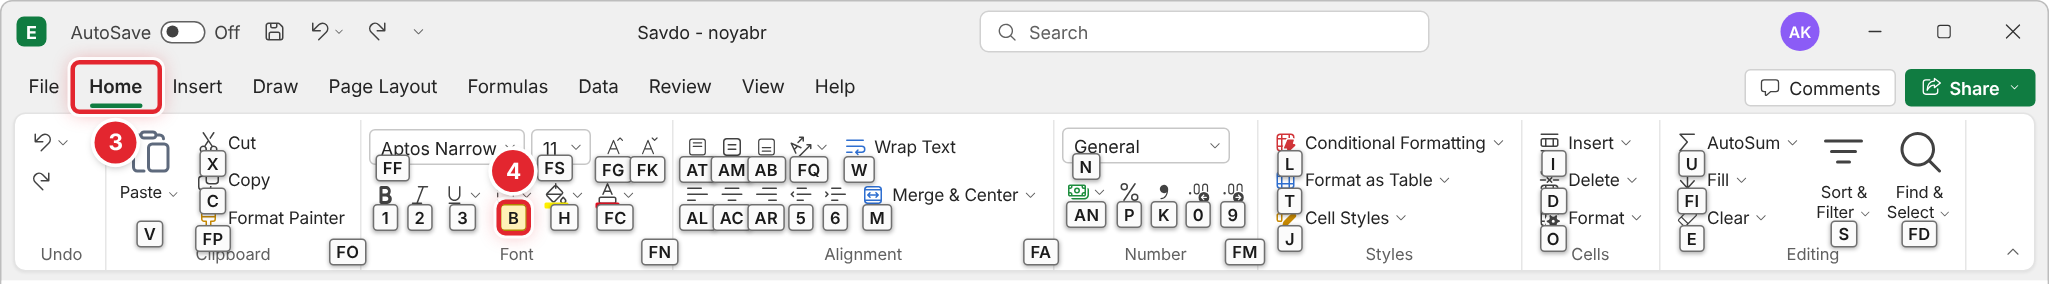 E AutoSave Off Savdo - noyabr Search AK
File Home Insert Draw Page Layout Formulas Data Review View Help Comments Share
3
Paste
V
Undo
Cut
X
Copy
C
Format Painter
FP
Clipboard
FO
Aptos Narrow 11
FF FS FG FK
4
B I U A
1 2 3 B H FC
Font
FN
Wrap Text
AT AM AB FQ W
Merge & Center
AL AC AR 5 6 M
Alignment
FA
General
N
% .00 .00
AN P K 0 9
Number
FM
Conditional Formatting
L
Format as Table
T
Cell Styles
J
Styles
Insert
I
Delete
D
Format
O
Cells
AutoSum
U
Fill
FI
Clear
E
Sort &
Filter
S
Find &
Select
FD
Editing